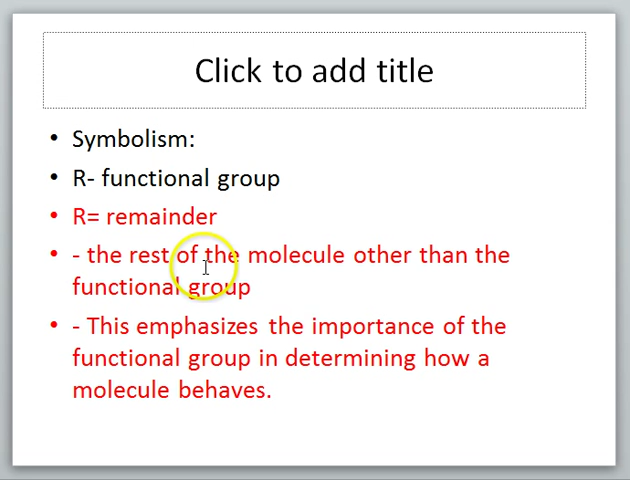 Click to add title
• Symbolism:
• R- functional group
• R= remainder
• - the rest of the molecule other than the
functional group
• - This emphasizes the importance of the
functional group in determining how a
molecule behaves.